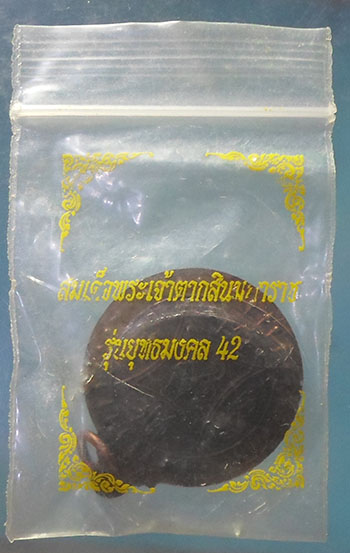 สมเด็จพระเจ้าตากสินมหาราช
รุ่นยุทธมงคล 42